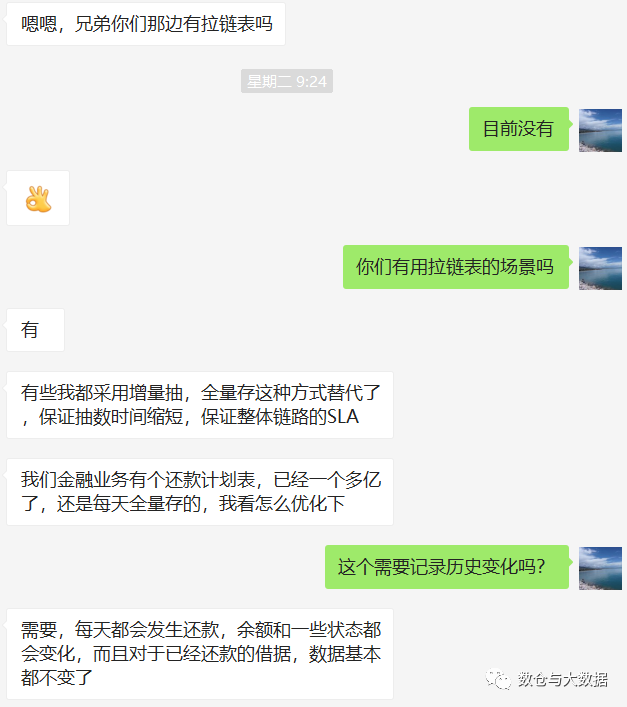 嗯嗯，兄弟你们那边有拉链表吗
星期二 9:24
目前没有
你们有用拉链表的场景吗
有
有些我都采用增量抽，全量存这种方式替代了
，保证抽数时间缩短，保证整体链路的SLA
我们金融业务有个还款计划表，已经一个多亿
了，还是每天全量存的，我看怎么优化下
这个需要记录历史变化吗？
需要，每天都会发生还款，余额和一些状态都
会变化，而且对于已经还款的借据，数据基本
都不变了
数仓与大数据